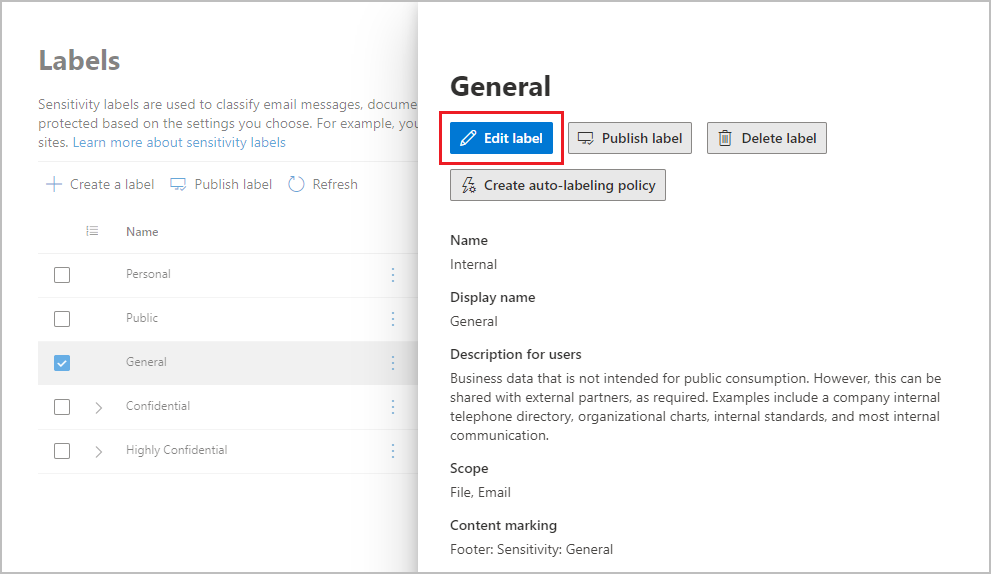 Labels
Sensitivity labels are used to classify email messages, docume
protected based on the settings you choose. For example, you
sites. Learn more about sensitivity labels
Create a label Publish label Refresh
Name
Personal
Public
General
Confidential
Highly Confidential
General
Edit label Publish label Delete label
Create auto-labeling policy
Name
Internal
Display name
General
Description for users
Business data that is not intended for public consumption. However, this can be
shared with external partners, as required. Examples include a company internal
telephone directory, organizational charts, internal standards, and most internal
communication.
Scope
File, Email
Content marking
Footer: Sensitivity: General